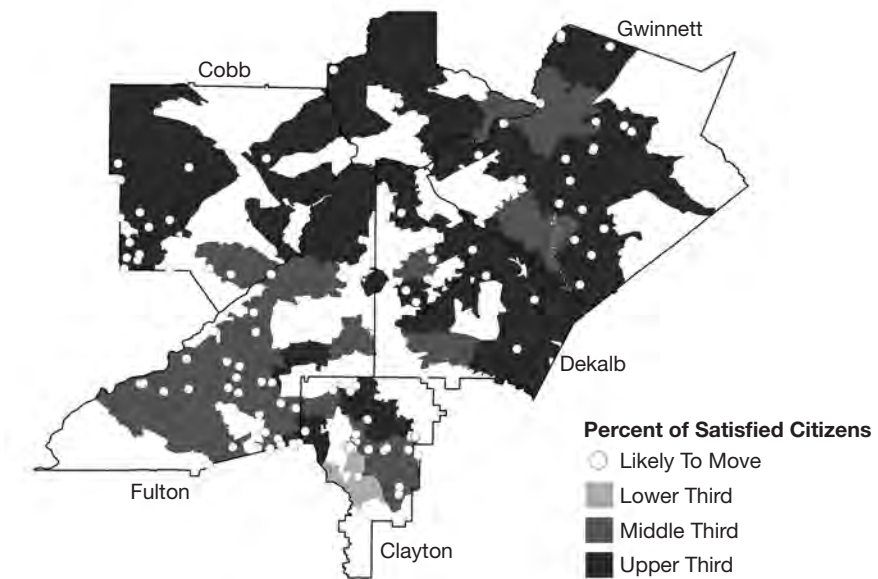 Gwinnett
Cobb
Dekalb
Percent of Satisfied Citizens
Likely To Move
Lower Third
Fulton
Middle Third
Clayton
Upper Third